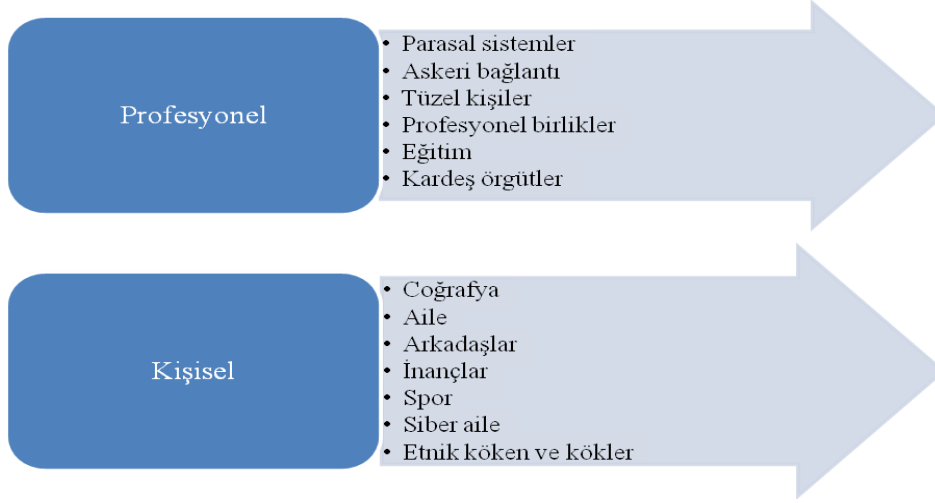 Profesyonel
• Parasal sistemler
• Askeri bağlantı
• Tüzel kişiler
• Profesyonel birlikler
• Eğitim
• Kardeş örgütler
Kişisel
• Coğrafya
• Aile
• Arkadaşlar
• İnançlar
• Spor
• Siber aile
• Etnik köken ve kökler